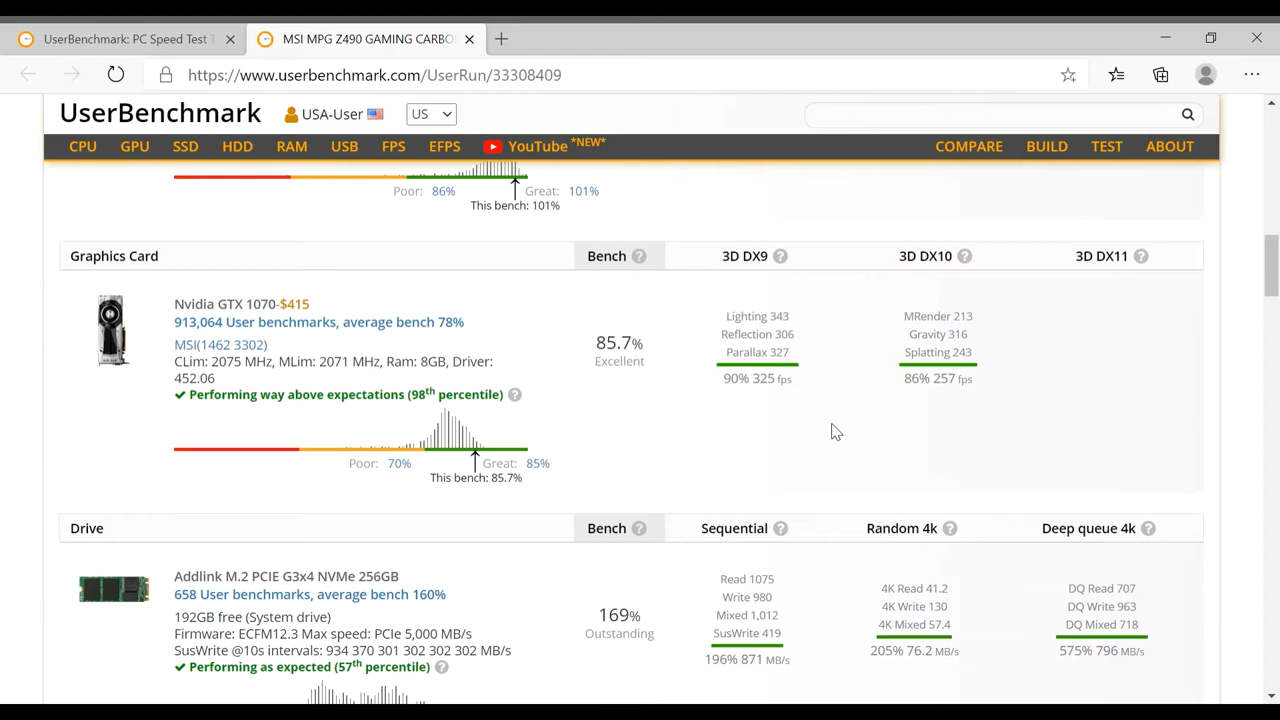 UserBenchmark: PC Speed Test T
MSI MPG Z490 GAMING CARBO
https://www.userbenchmark.com/UserRun/33308409
UserBenchmark USA-User US
CPU GPU SSD HDD RAM USB FPS EFPS YouTube *NEW* COMPARE BUILD TEST ABOUT
Poor: 86% Great: 101%
This bench: 101%
Graphics Card Bench ? 3D DX9 ? 3D DX10 ? 3D DX11 ?
Nvidia GTX 1070-$415
913,064 User benchmarks, average bench 78%
MSI(1462 3302)
CLim: 2075 MHz, MLim: 2071 MHz, Ram: 8GB, Driver:
452.06
Performing way above expectations (98th percentile) ?
Poor: 70% Great: 85%
This bench: 85.7%
85.7%
Excellent
Lighting 343
Reflection 306
Parallax 327
90% 325 fps
MRender 213
Gravity 316
Splatting 243
86% 257 fps
Drive Bench ? Sequential ? Random 4k ? Deep queue 4k ?
Addlink M.2 PCIE G3x4 NVMe 256GB
658 User benchmarks, average bench 160%
192GB free (System drive)
Firmware: ECFM12.3 Max speed: PCIe 5,000 MB/s
SusWrite @10s intervals: 934 370 301 302 302 302 MB/s
Performing as expected (57th percentile) ?
169%
Outstanding
Read 1075
Write 980
Mixed 1,012
SusWrite 419
196% 871 MB/s
4K Read 41.2
4K Write 130
4K Mixed 57.4
205% 76.2 MB/s
DQ Read 707
DQ Write 963
DQ Mixed 718
575% 796 MB/s